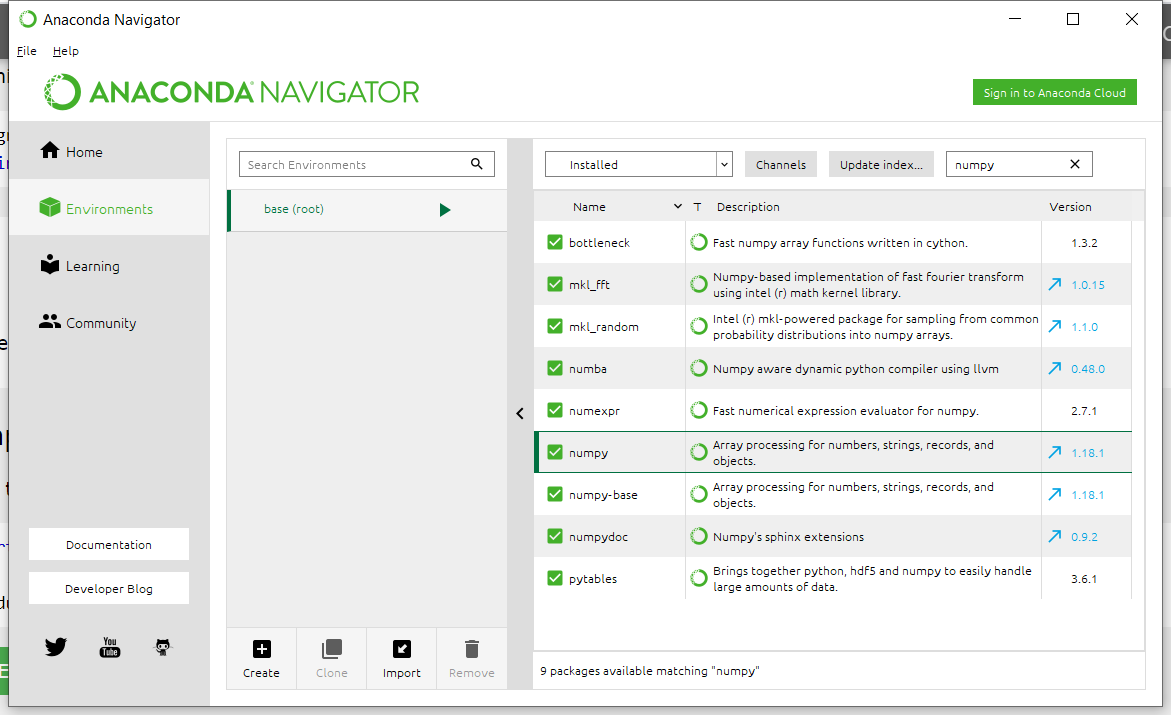 Anaconda Navigator
File Help
ANACONDA NAVIGATOR
Sign in to Anaconda Cloud
Home
Environments
Learning
Community
Documentation
Developer Blog
You
Tube
Search Environments
base (root)
Create Clone Import Remove
Installed Channels Update index... numpy
Name T Description Version
bottleneck Fast numpy array functions written in cython. 1.3.2
mkl_fft Numpy-based implementation of fast fourier transform
using intel (r) math kernel library. 1.0.15
mkl_random Intel (r) mkl-powered package for sampling from common
probability distributions into numpy arrays. 1.1.0
numba Numpy aware dynamic python compiler using llvm 0.48.0
numexpr Fast numerical expression evaluator for numpy. 2.7.1
numpy Array processing for numbers, strings, records, and
objects. 1.18.1
numpy-base Array processing for numbers, strings, records, and
objects. 1.18.1
numpydoc Numpy's sphinx extensions 0.9.2
pytables Brings together python, hdf5 and numpy to easily handle
large amounts of data. 3.6.1
9 packages available matching "numpy"